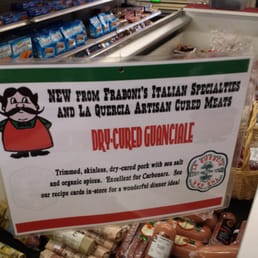 New from Fraboni's Italian Specialties
and La Quercia Artisan Cured Meats
Dry-Cured Guanciale
Trimmed, skinless, dry-cured pork with sea salt
and organic spices. Excellent for Carbonara. See
our recipe cards in-store for a wonderful dinner idea!